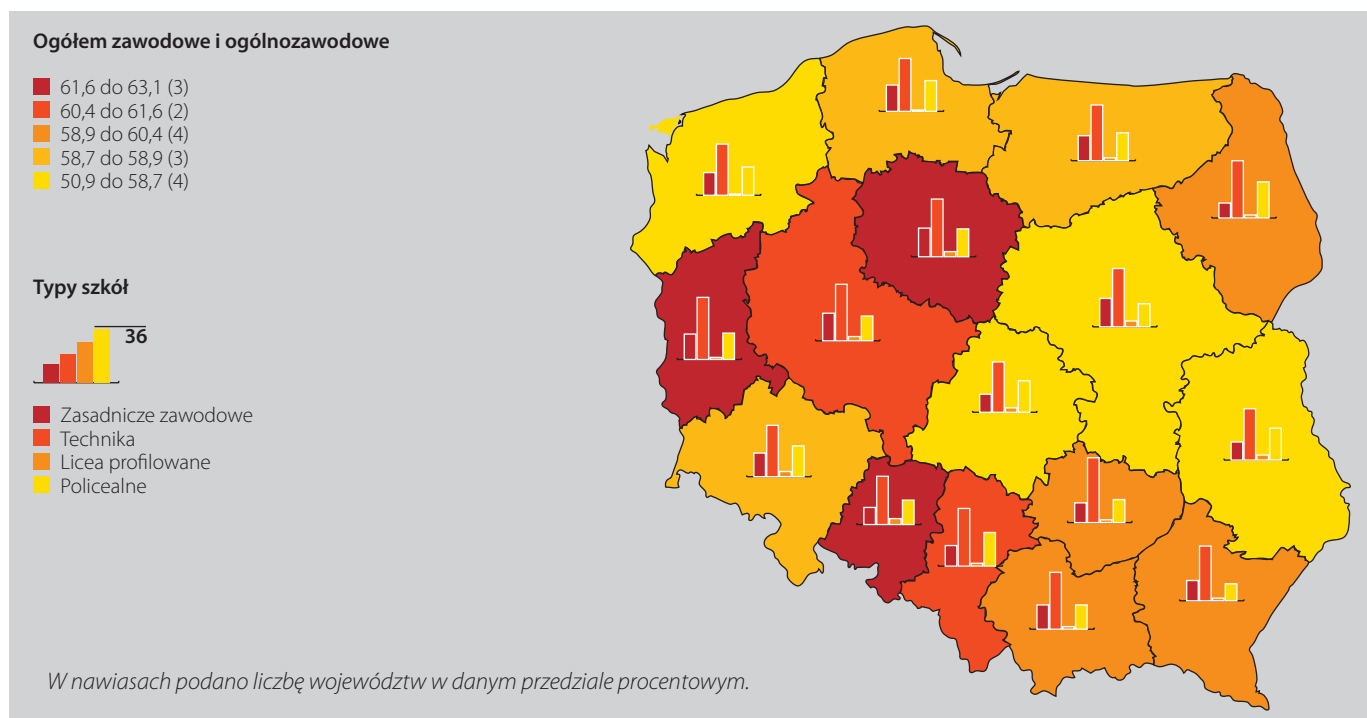 Ogółem zawodowe i ogólnozawodowe
61,6 do 63,1 (3)
60,4 do 61,6 (2)
58,9 do 60,4 (4)
58,7 do 58,9 (3)
50,9 do 58,7 (4)
Typy szkół
36
Zasadnicze zawodowe
Technika
Licea profilowane
Policealne
W nawiasach podano liczbę województw w danym przedziale procentowym.